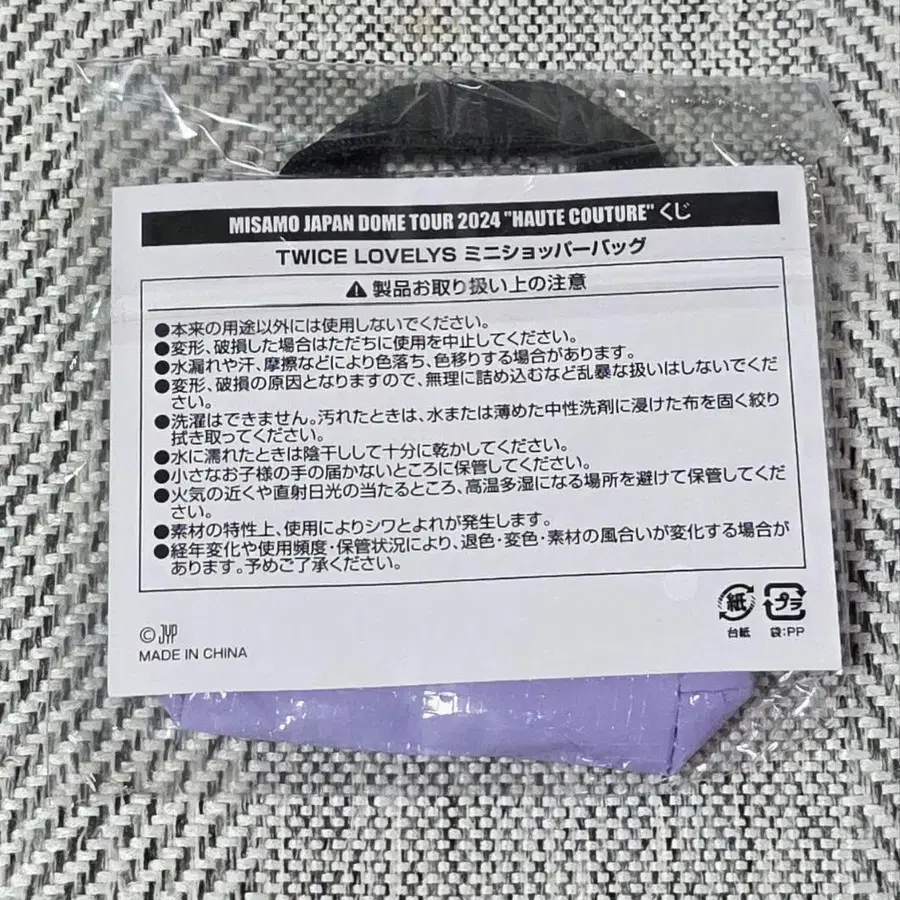 MISAMO JAPAN DOME TOUR 2024 "HAUTE COUTURE" くじ
TWICE LOVELYS ミニショッパーバッグ
⚠製品お取り扱い上の注意
●本来の用途以外には使用しないでください。
●変形、破損した場合はただちに使用を中止してください。
●水漏れや汗、摩擦などにより色落ち、色移りする場合があります。
●変形、破損の原因となりますので、無理に詰め込むなど乱暴な扱いはしないでくだ
さい。
●洗濯はできません。汚れたときは、水または薄めた中性洗剤に浸けた布を固く絞り
拭き取ってください。
●水に濡れたときは陰干しして十分に乾かしてください。
●小さなお子様の手の届かないところに保管してください。
●火気の近くや直射日光の当たるところ、高温多湿になる場所を避けて保管してくだ
さい。
●素材の特性上、使用によりシワとよれが発生します。
●経年変化や使用頻度・保管状況により、退色・変色・素材の風合いが変化する場合が
あります。予めご了承ください。
紙 プラ
台紙 袋:PP
© JYP
MADE IN CHINA